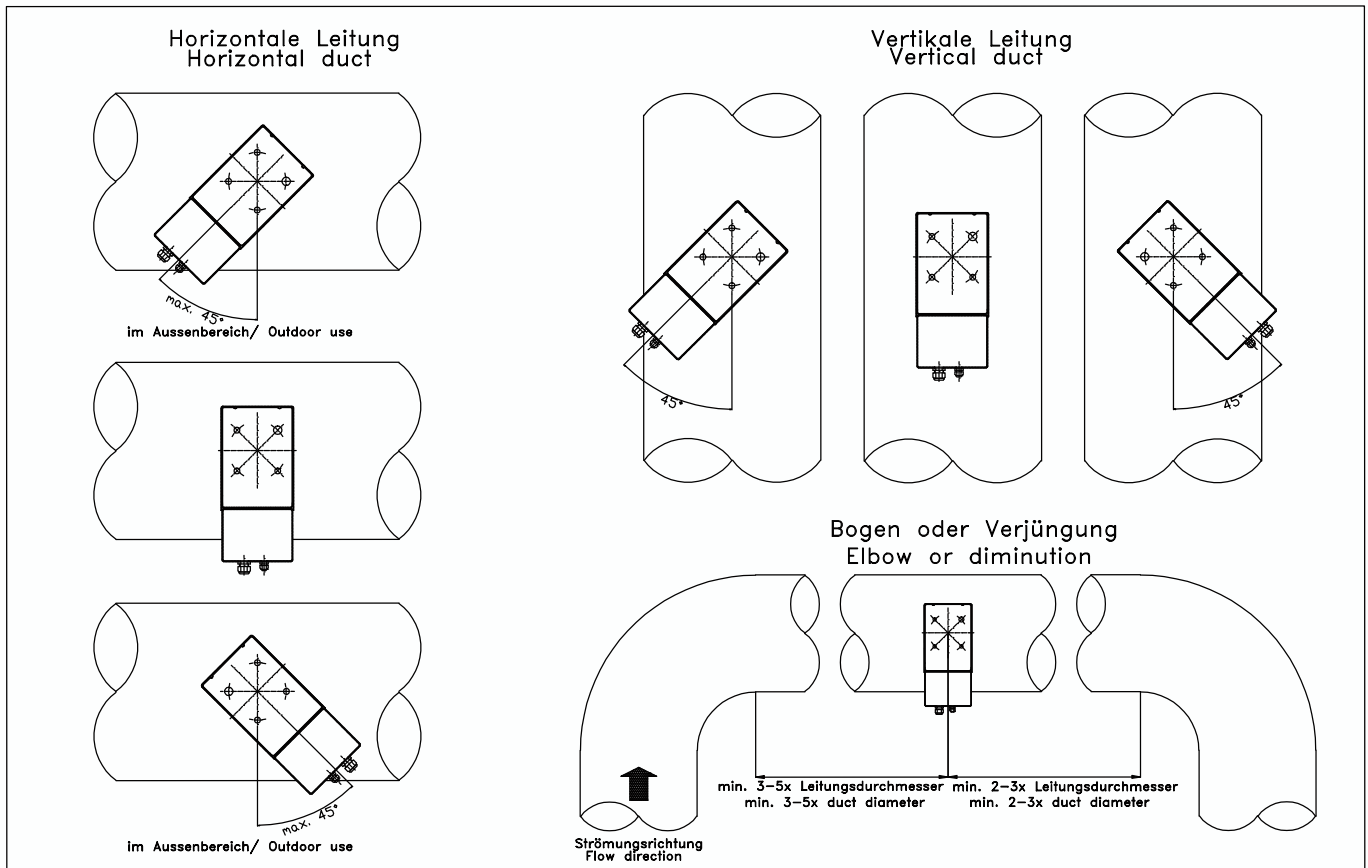 Horizontale Leitung
Horizontal duct
max. 45°
im Aussenbereich/ Outdoor use
max. 45°
im Aussenbereich/ Outdoor use
Vertikale Leitung
Vertical duct
45°
45°
Bogen oder Verjüngung
Elbow or diminution
min. 3-5x Leitungsdurchmesser
min. 3-5x duct diameter
min. 2-3x Leitungsdurchmesser
min. 2-3x duct diameter
Strömungsrichtung
Flow direction